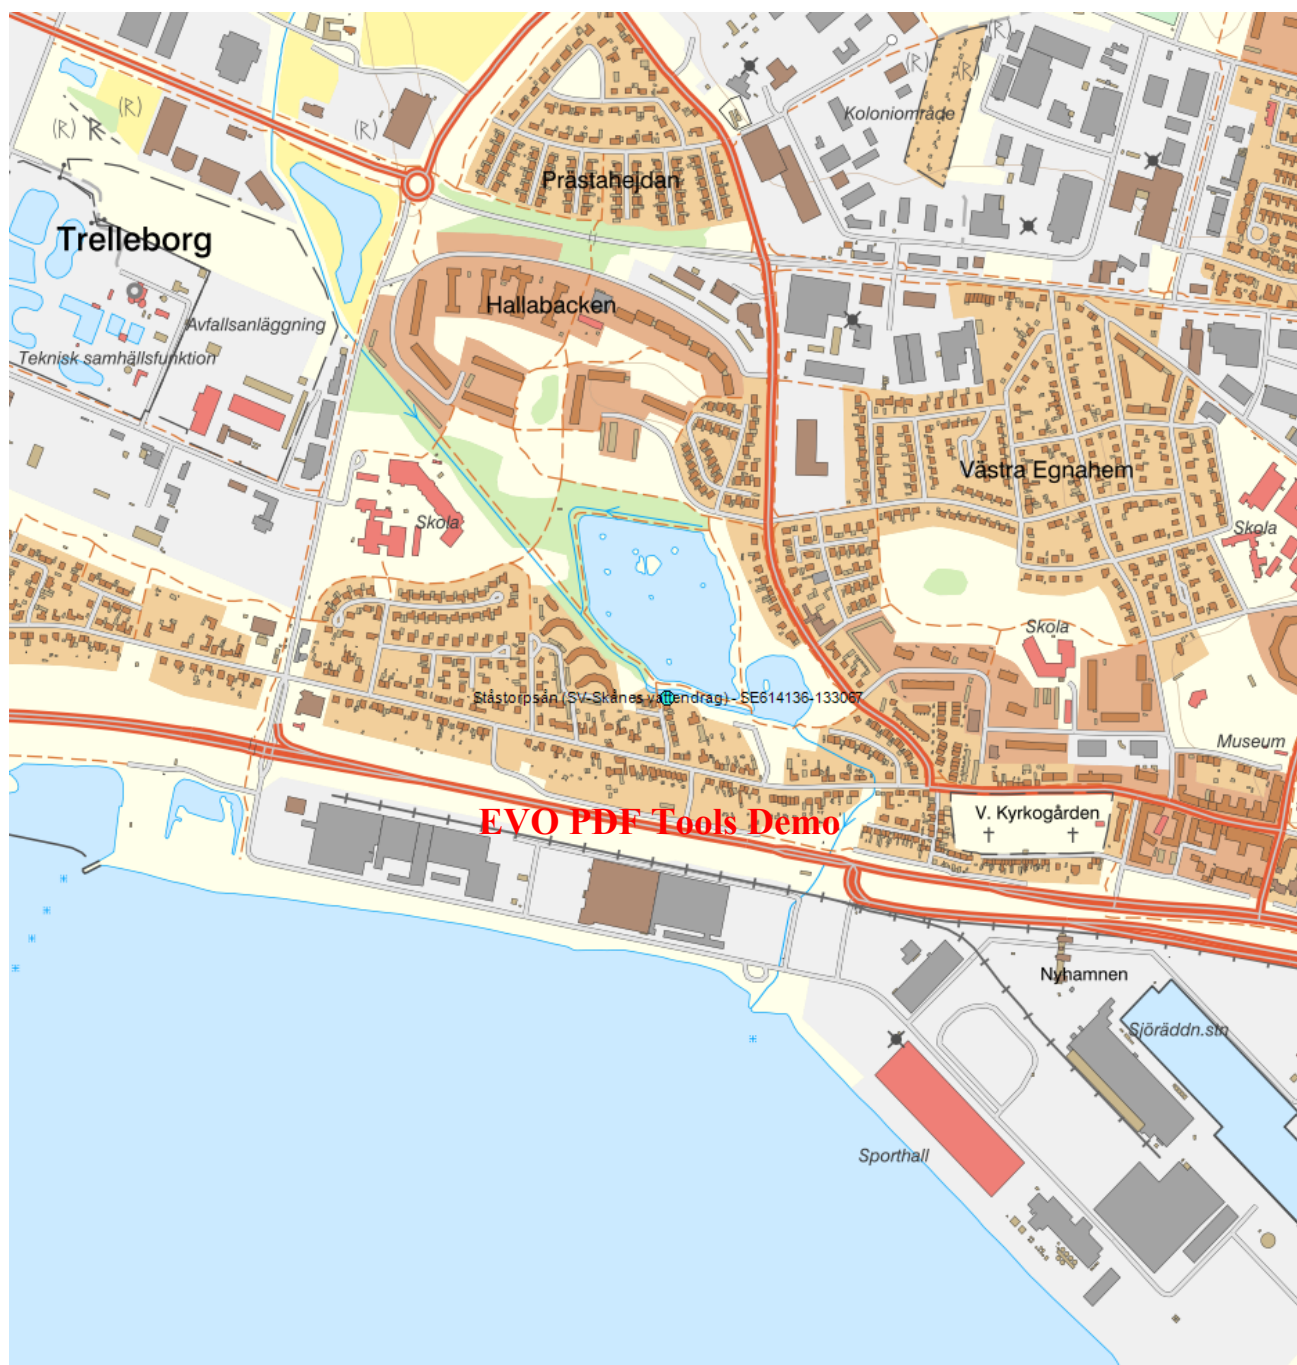 (R)
Koloniområde
(R)
(R)
(R)
(R)
(R)
R
Prästahejdan
Trelleborg
Hallabacken
Avfallsanläggning
Teknisk samhällsfunktion
Västra Egnahem
Skola
Skola
Skola
Ståstorpsån (SV-Skånes vattendrag) - SE614136-133067
Museum
EVO PDF Tools Demo
V. Kyrkogården
Nyhamnen
Sjöräddn.stn
Sporthall